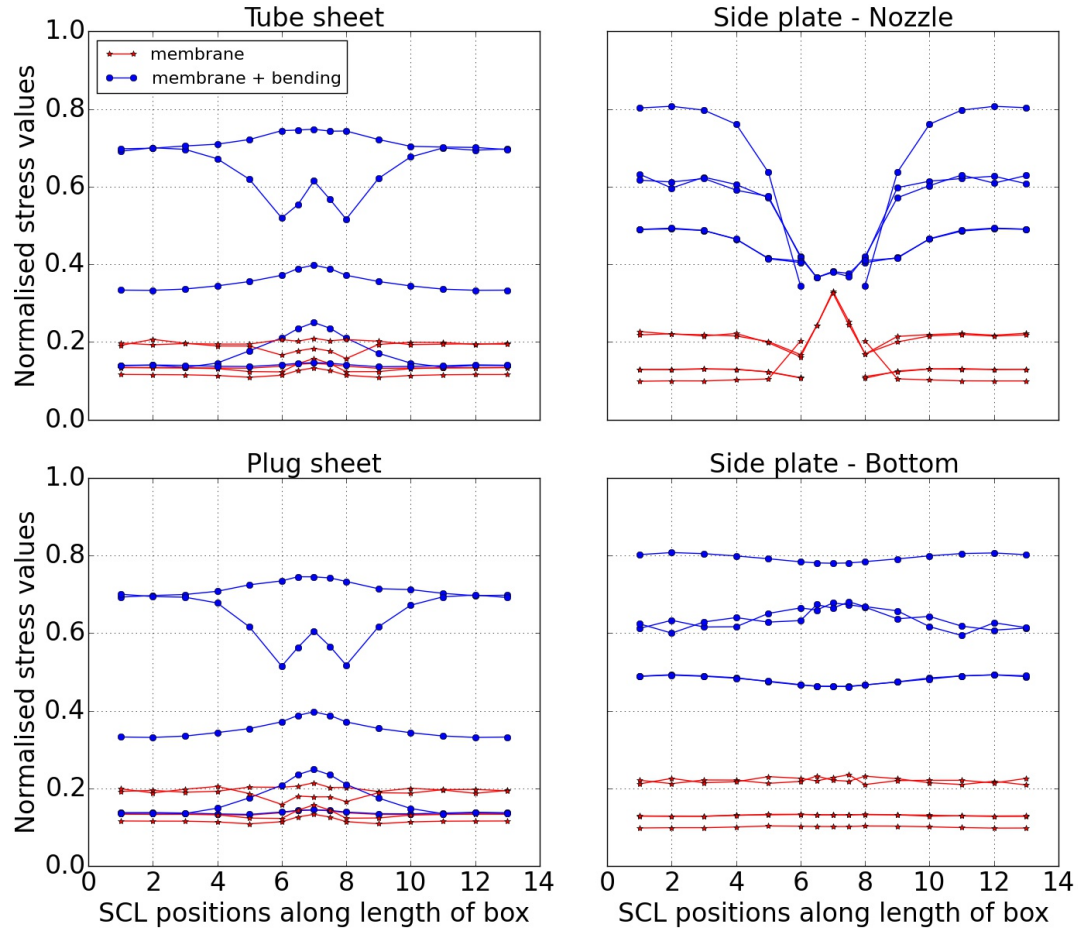 Tube sheet
Side plate - Nozzle
1.0
0.8
0.6
0.4
0.2
0.0
Normalised stress values
membrane
membrane + bending
Plug sheet
Side plate - Bottom
1.0
0.8
0.6
0.4
0.2
0.0
Normalised stress values
0 2 4 6 8 10 12 14
0 2 4 6 8 10 12 14
SCL positions along length of box
SCL positions along length of box